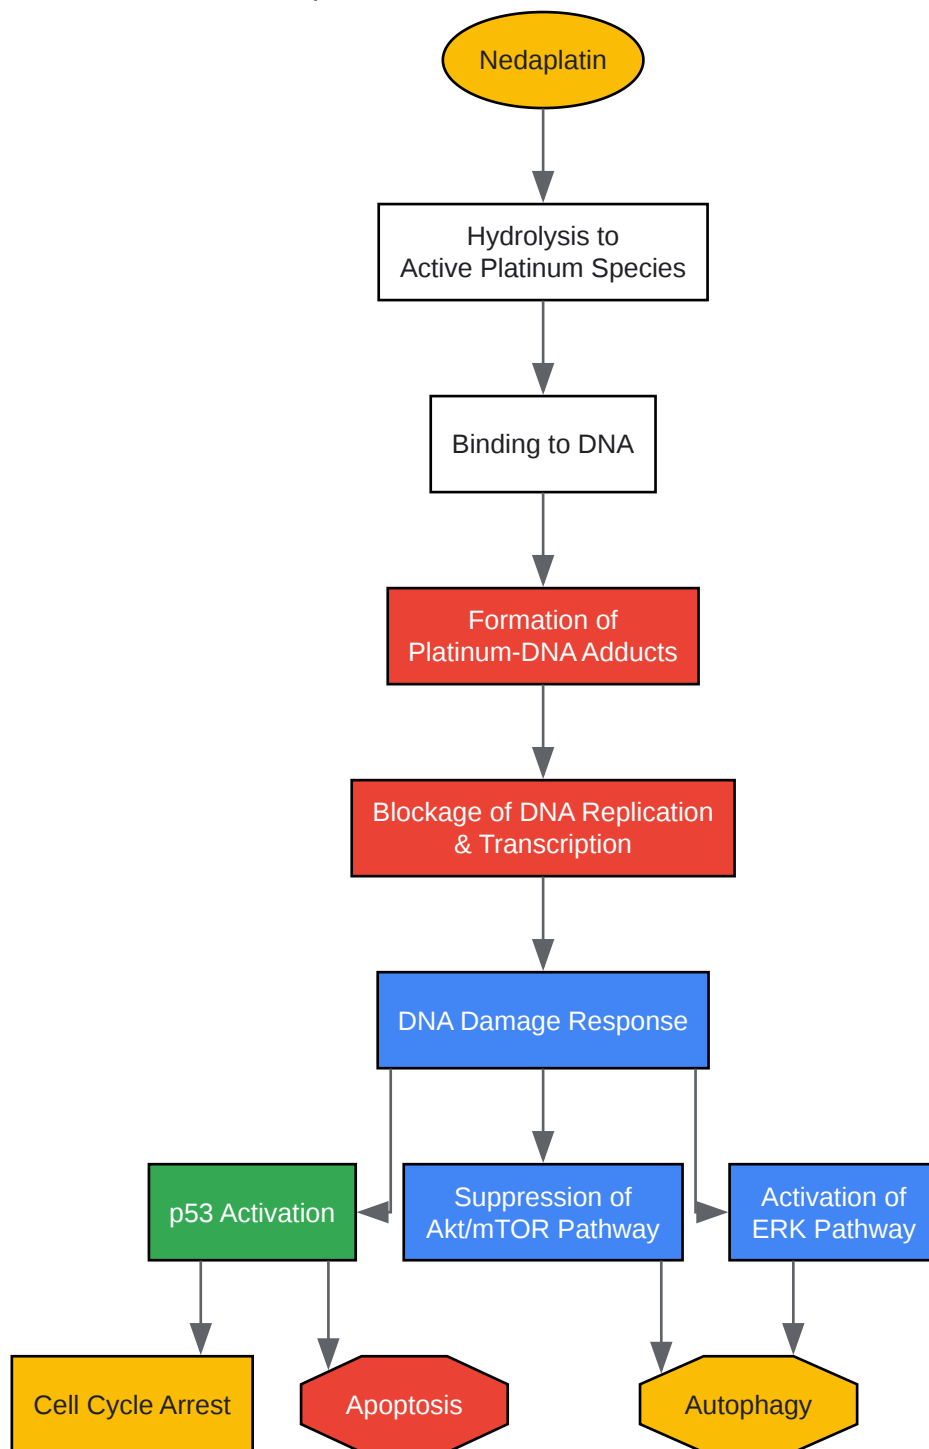 Nedaplatin
Hydrolysis to
Active Platinum Species
Binding to DNA
Formation of
Platinum-DNA Adducts
Blockage of DNA Replication
& Transcription
DNA Damage Response
p53 Activation
Suppression of
Akt/mTOR Pathway
Activation of
ERK Pathway
Cell Cycle Arrest
Apoptosis
Autophagy